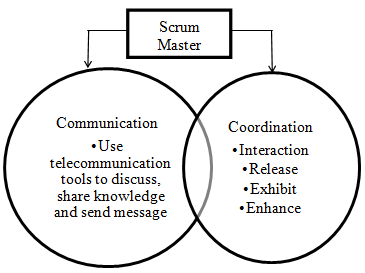 Scrum
Master
Communication
•Use
telecommunication
tools to discuss,
share knowledge
and send message
Coordination
•Interaction
•Release
•Exhibit
•Enhance